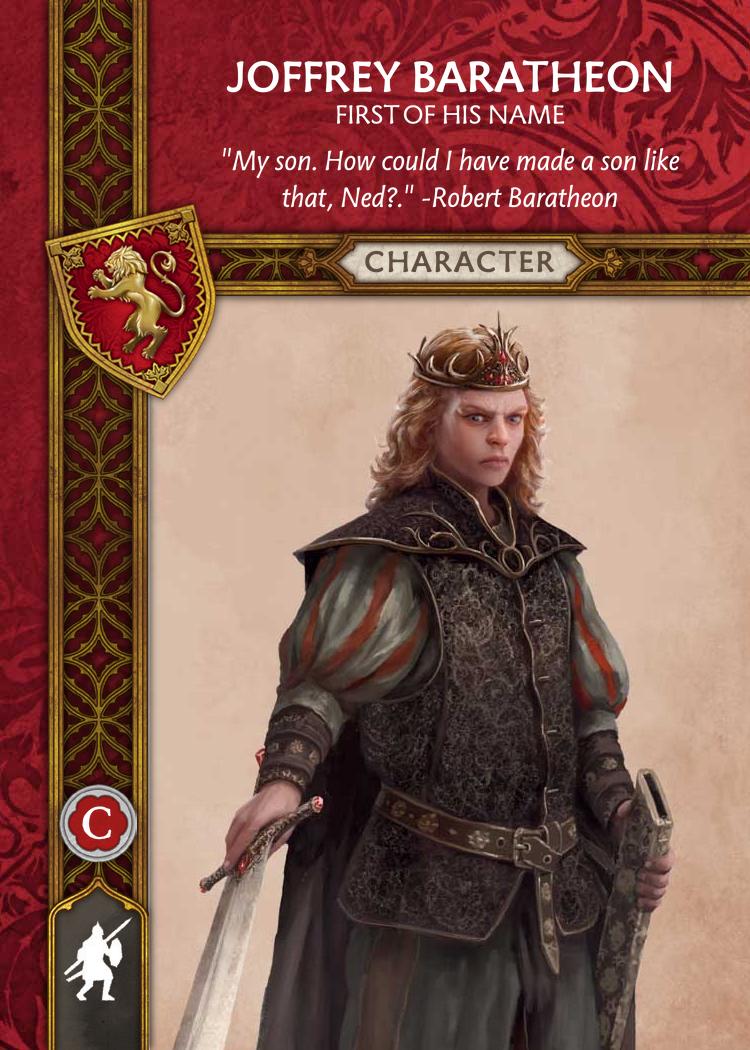 JOFFREY BARATHEON
FIRST OF HIS NAME
"My son. How could I have made a son like
that, Ned?." -Robert Baratheon
CHARACTER
C